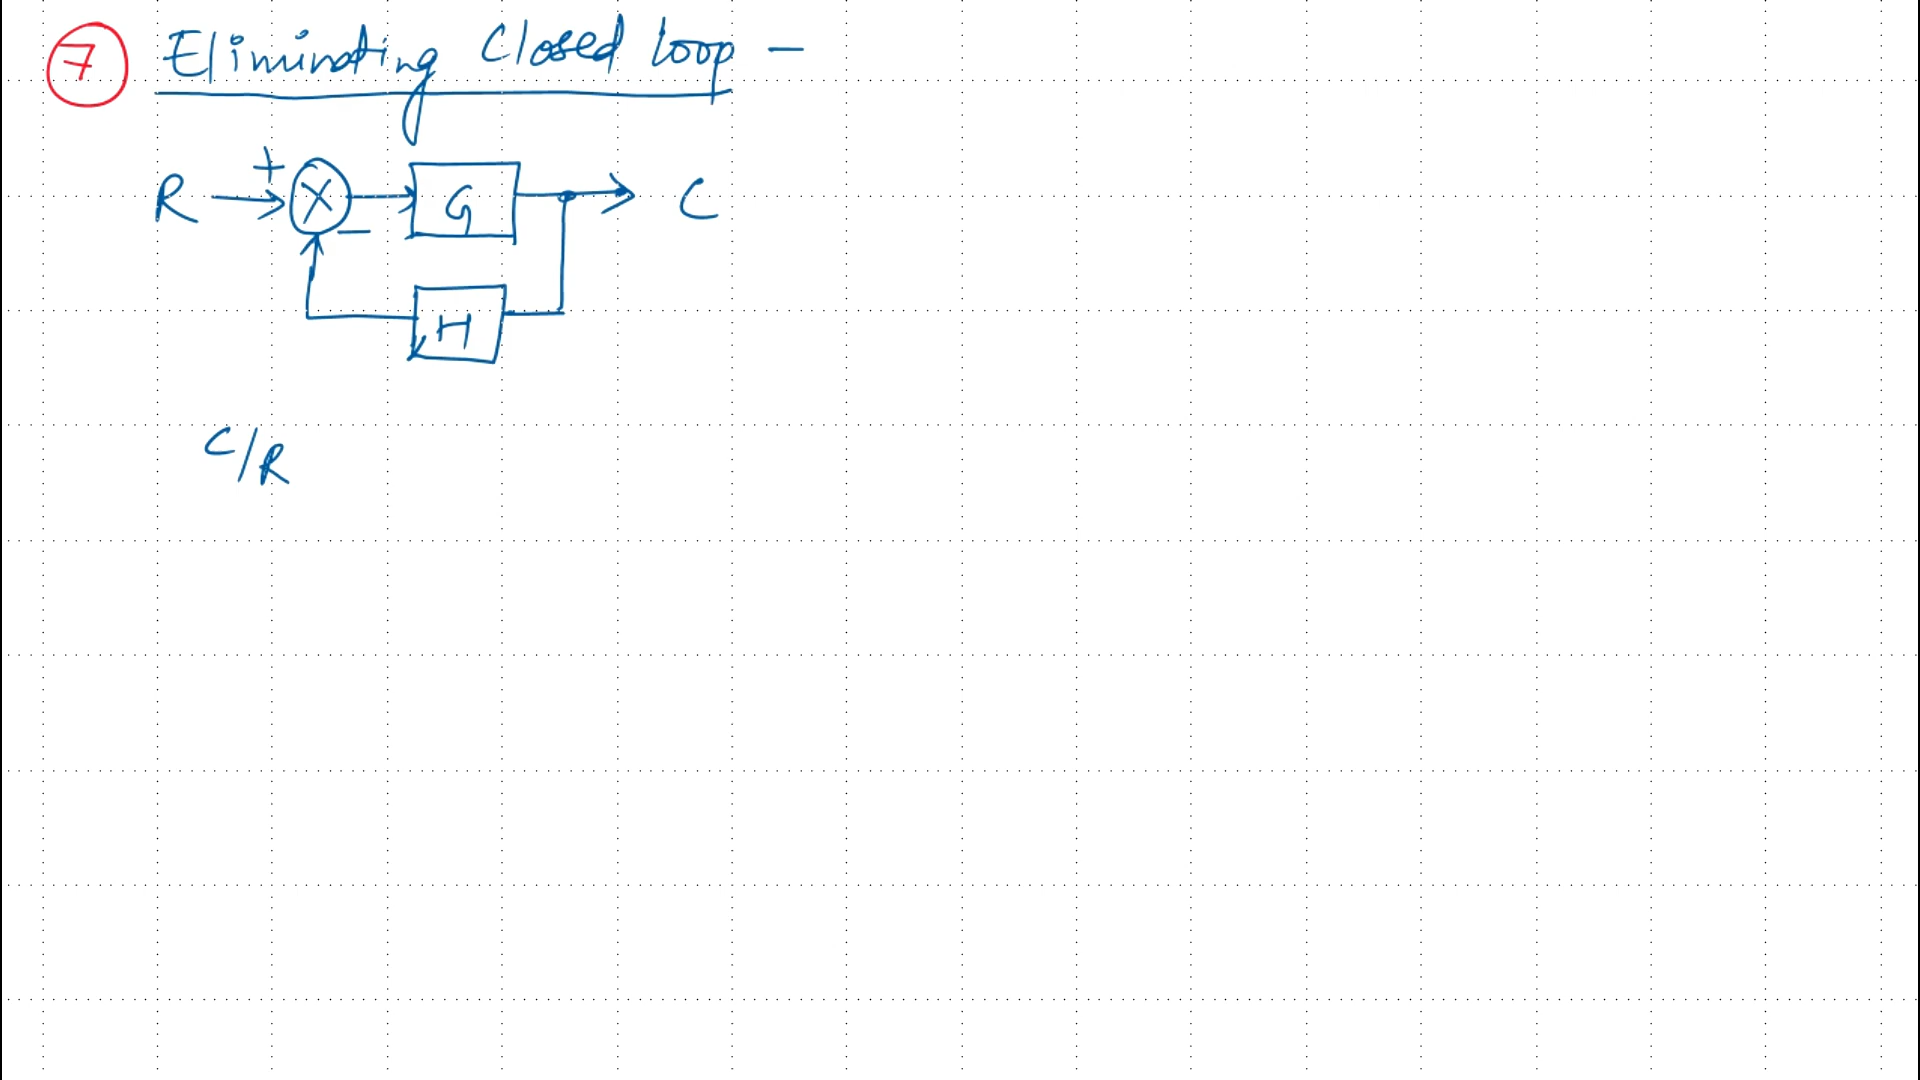 7 Eliminating Closed loop -
R + X G C
-
H
C/R